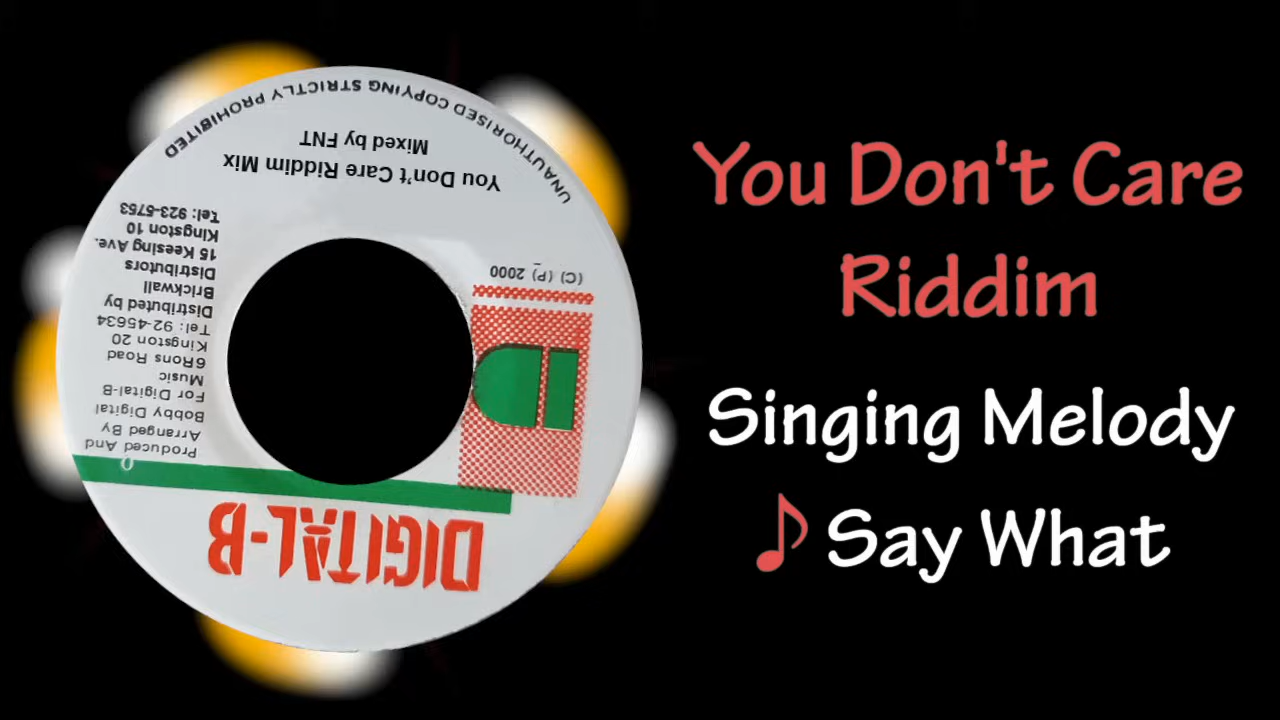 You Don't Care
Riddim
Singing Melody
Say What
DIGITAL-B
Produced And
Arranged By
Bobby Digital
For Digital-B
Music
6Rons Road
Kingston 20
Tel: 92-45634
Distributed by
Brickwall
Distributors
15 Keesing Ave.
Kingston 10
Tel: 923-5753
(C) (P) 2000
You Don't Care Riddim Mix
Mixed by FNT
UNAUTHORISED COPYING STRICTLY PROHIBITED